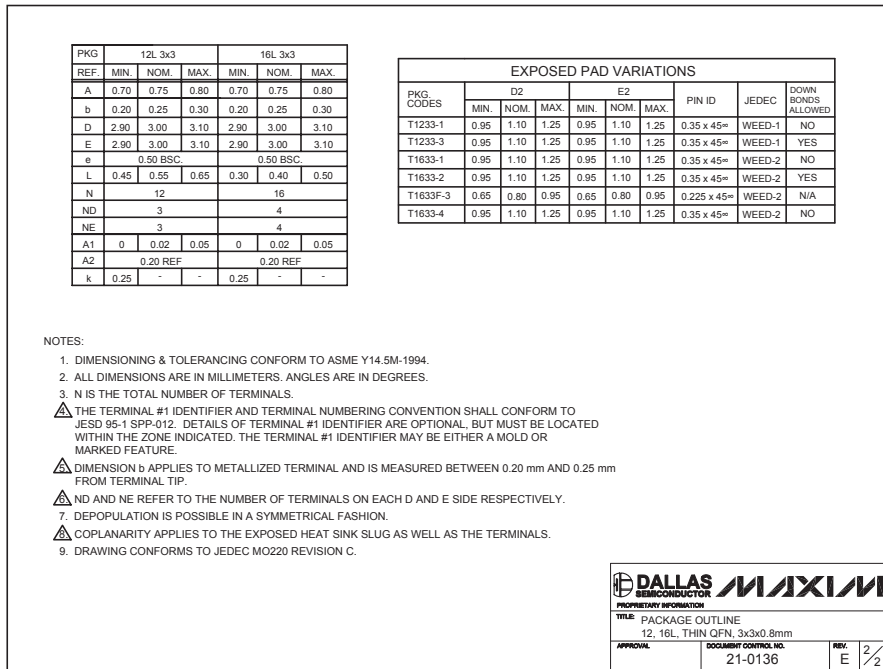 PKG 12L 3x3 16L 3x3
REF. MIN. NOM. MAX. MIN. NOM. MAX.
A 0.70 0.75 0.80 0.70 0.75 0.80
b 0.20 0.25 0.30 0.20 0.25 0.30
D 2.90 3.00 3.10 2.90 3.00 3.10
E 2.90 3.00 3.10 2.90 3.00 3.10
e 0.50 BSC. 0.50 BSC.
L 0.45 0.55 0.65 0.30 0.40 0.50
N 12 16
ND 3 4
NE 3 4
A1 0 0.02 0.05 0 0.02 0.05
A2 0.20 REF 0.20 REF
k 0.25 - - 0.25 - -
EXPOSED PAD VARIATIONS
PKG. CODES D2 E2 PIN ID JEDEC DOWN BONDS ALLOWED
MIN. NOM. MAX. MIN. NOM. MAX.
T1233-1 0.95 1.10 1.25 0.95 1.10 1.25 0.35 x 45∞ WEED-1 NO
T1233-3 0.95 1.10 1.25 0.95 1.10 1.25 0.35 x 45∞ WEED-1 YES
T1633-1 0.95 1.10 1.25 0.95 1.10 1.25 0.35 x 45∞ WEED-2 NO
T1633-2 0.95 1.10 1.25 0.95 1.10 1.25 0.35 x 45∞ WEED-2 YES
T1633F-3 0.65 0.80 0.95 0.65 0.80 0.95 0.225 x 45∞ WEED-2 N/A
T1633-4 0.95 1.10 1.25 0.95 1.10 1.25 0.35 x 45∞ WEED-2 NO
NOTES:
1. DIMENSIONING & TOLERANCING CONFORM TO ASME Y14.5M-1994.
2. ALL DIMENSIONS ARE IN MILLIMETERS. ANGLES ARE IN DEGREES.
3. N IS THE TOTAL NUMBER OF TERMINALS.
4. THE TERMINAL #1 IDENTIFIER AND TERMINAL NUMBERING CONVENTION SHALL CONFORM TO
JESD 95-1 SPP-012. DETAILS OF TERMINAL #1 IDENTIFIER ARE OPTIONAL, BUT MUST BE LOCATED
WITHIN THE ZONE INDICATED. THE TERMINAL #1 IDENTIFIER MAY BE EITHER A MOLD OR
MARKED FEATURE.
5. DIMENSION b APPLIES TO METALLIZED TERMINAL AND IS MEASURED BETWEEN 0.20 mm AND 0.25 mm
FROM TERMINAL TIP.
6. ND AND NE REFER TO THE NUMBER OF TERMINALS ON EACH D AND E SIDE RESPECTIVELY.
7. DEPOPULATION IS POSSIBLE IN A SYMMETRICAL FASHION.
8. COPLANARITY APPLIES TO THE EXPOSED HEAT SINK SLUG AS WELL AS THE TERMINALS.
9. DRAWING CONFORMS TO JEDEC MO220 REVISION C.
DALLAS SEMICONDUCTOR MAXIM
PROPRIETARY INFORMATION
TITLE: PACKAGE OUTLINE
12, 16L, THIN QFN, 3x3x0.8mm
APPROVAL DOCUMENT CONTROL NO. REV.
21-0136 E 2/2